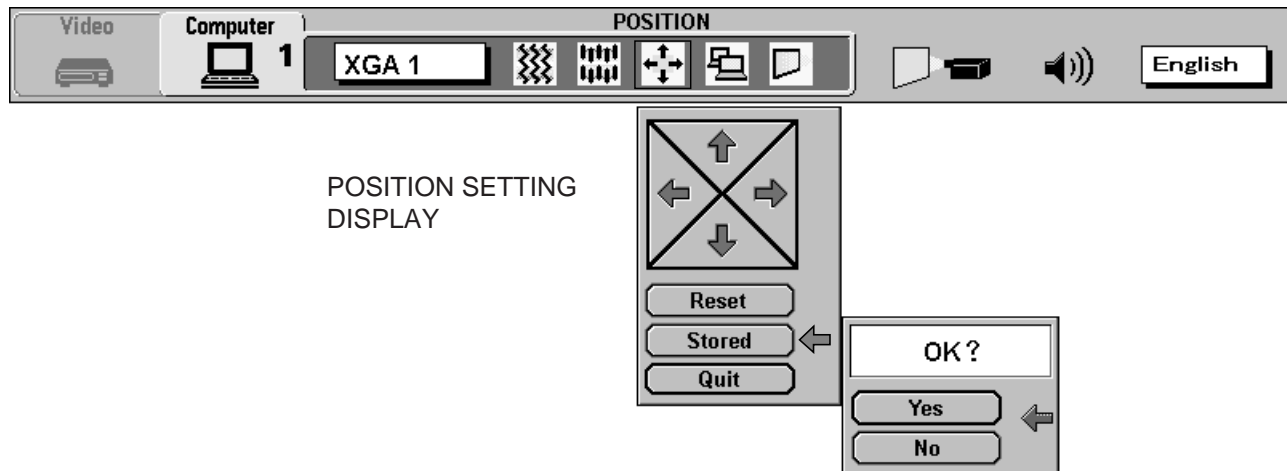 Video
Computer
1
POSITION
XGA 1
English
POSITION SETTING
DISPLAY
Reset
Stored
Quit
OK?
Yes
No